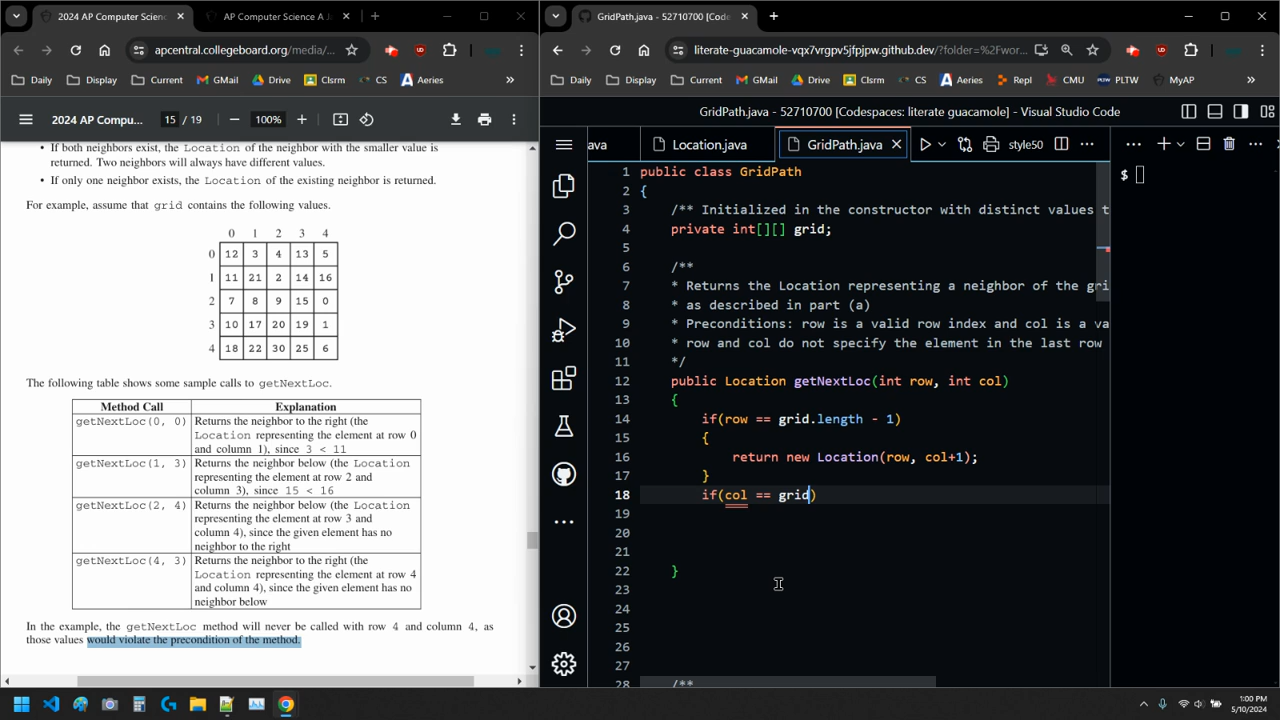 2024 AP Computer Scienc
AP Computer Science A Ja
GridPath.java - 52710700 [Codes
apcentral.collegeboard.org/media/
literate-guacamole-vqx7vrgpv5jfpjpw.github.dev/?folder=%2Fwor
Daily Display Current GMail Drive Clsrm CS Aeries »
Daily Display Current GMail Drive Clsrm CS Aeries Repl CMU PLTW MyAP »
GridPath.java - 52710700 [Codespaces: literate guacamole] - Visual Studio Code
2024 AP Compu... 15 / 19 100%
ava Location.java GridPath.java style50
$
• If both neighbors exist, the Location of the neighbor with the smaller value is
returned. Two neighbors will always have different values.
• If only one neighbor exists, the Location of the existing neighbor is returned.
For example, assume that grid contains the following values.
0 1 2 3 4
0 12 3 4 13 5
1 11 21 2 14 16
2 7 8 9 15 0
3 10 17 20 19 1
4 18 22 30 25 6
The following table shows some sample calls to getNextLoc.
Method Call Explanation
getNextLoc(0, 0) Returns the neighbor to the right (the
Location representing the element at row 0
and column 1), since 3 < 11
getNextLoc(1, 3) Returns the neighbor below (the Location
representing the element at row 2 and
column 3), since 15 < 16
getNextLoc(2, 4) Returns the neighbor below (the Location
representing the element at row 3 and
column 4), since the given element has no
neighbor to the right
getNextLoc(4, 3) Returns the neighbor to the right (the
Location representing the element at row 4
and column 4), since the given element has no
neighbor below
In the example, the getNextLoc method will never be called with row 4 and column 4, as
those values would violate the precondition of the method.
1 public class GridPath
2 {
3 /** Initialized in the constructor with distinct values t
4 private int[][] grid;
5
6 /**
7 * Returns the Location representing a neighbor of the gri
8 * as described in part (a)
9 * Preconditions: row is a valid row index and col is a va
10 * row and col do not specify the element in the last row
11 */
12 public Location getNextLoc(int row, int col)
13 {
14 if(row == grid.length - 1)
15 {
16 return new Location(row, col+1);
17 }
18 if(col == grid)
19
20
21
22 }
23
24
25
26
27
28 /**
1:00 PM
5/10/2024